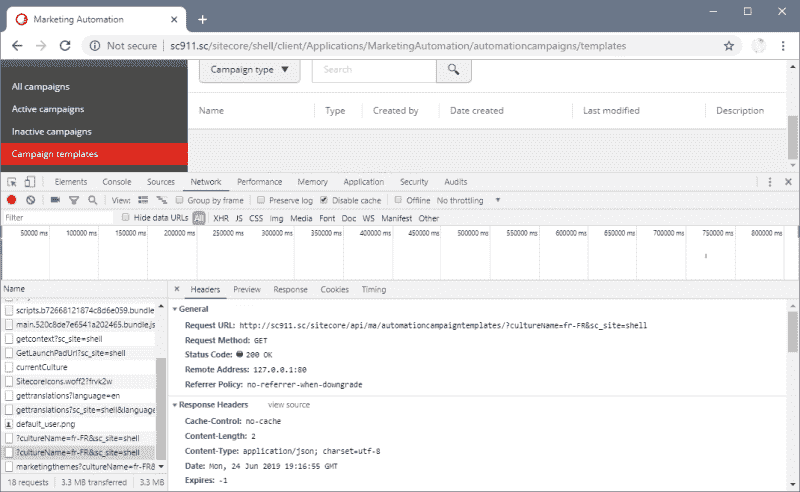 Marketing Automation
Not secure | sc911.sc/sitecore/shell/client/Applications/MarketingAutomation/automationcampaigns/templates
Campaign type Search
All campaigns
Active campaigns
Name Type Created by Date created Last modified Description
Inactive campaigns
Campaign templates
Elements Console Sources Network Performance Memory Application Security Audits
View: Group by frame Preserve log Disable cache Offline No throttling
Filter Hide data URLs All XHR JS CSS Img Media Font Doc WS Manifest Other
50000 ms 100000 ms 150000 ms 200000 ms 250000 ms 300000 ms 350000 ms 400000 ms 450000 ms 500000 ms 550000 ms 600000 ms 650000 ms 700000 ms 750000 ms 800000 ms
Name
scripts.b72668121874c8d6e059.bundle
main.520c8de7e6541a202465.bundle.js
getcontext?sc_site=shell
GetLaunchPadUrl?sc_site=shell
currentCulture
SitecoreIcons.woff2?frvk2w
gettranslations?language=en
gettranslations?sc_site=shell&language
default_user.png
?cultureName=fr-FR&sc_site=shell
?cultureName=fr-FR&sc_site=shell
marketingthemes?cultureName=fr-FR&
18 requests 3.3 MB transferred 3.3 MB
Headers Preview Response Cookies Timing
General
Request URL: http://sc911.sc/sitecore/api/ma/automationcampaigntemplates/?cultureName=fr-FR&sc_site=shell
Request Method: GET
Status Code: 200 OK
Remote Address: 127.0.0.1:80
Referrer Policy: no-referrer-when-downgrade
Response Headers view source
Cache-Control: no-cache
Content-Length: 2
Content-Type: application/json; charset=utf-8
Date: Mon, 24 Jun 2019 19:16:55 GMT
Expires: -1